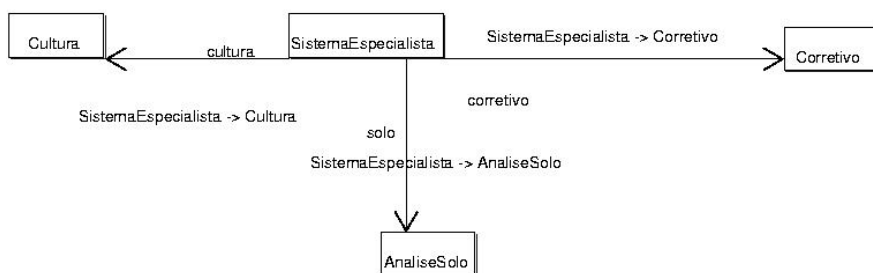 Cultura
cultura
SistemaEspecialista
SistemaEspecialista -> Corretivo
Corretivo
SistemaEspecialista -> Cultura
corretivo
solo
SistemaEspecialista -> AnaliseSolo
AnaliseSolo